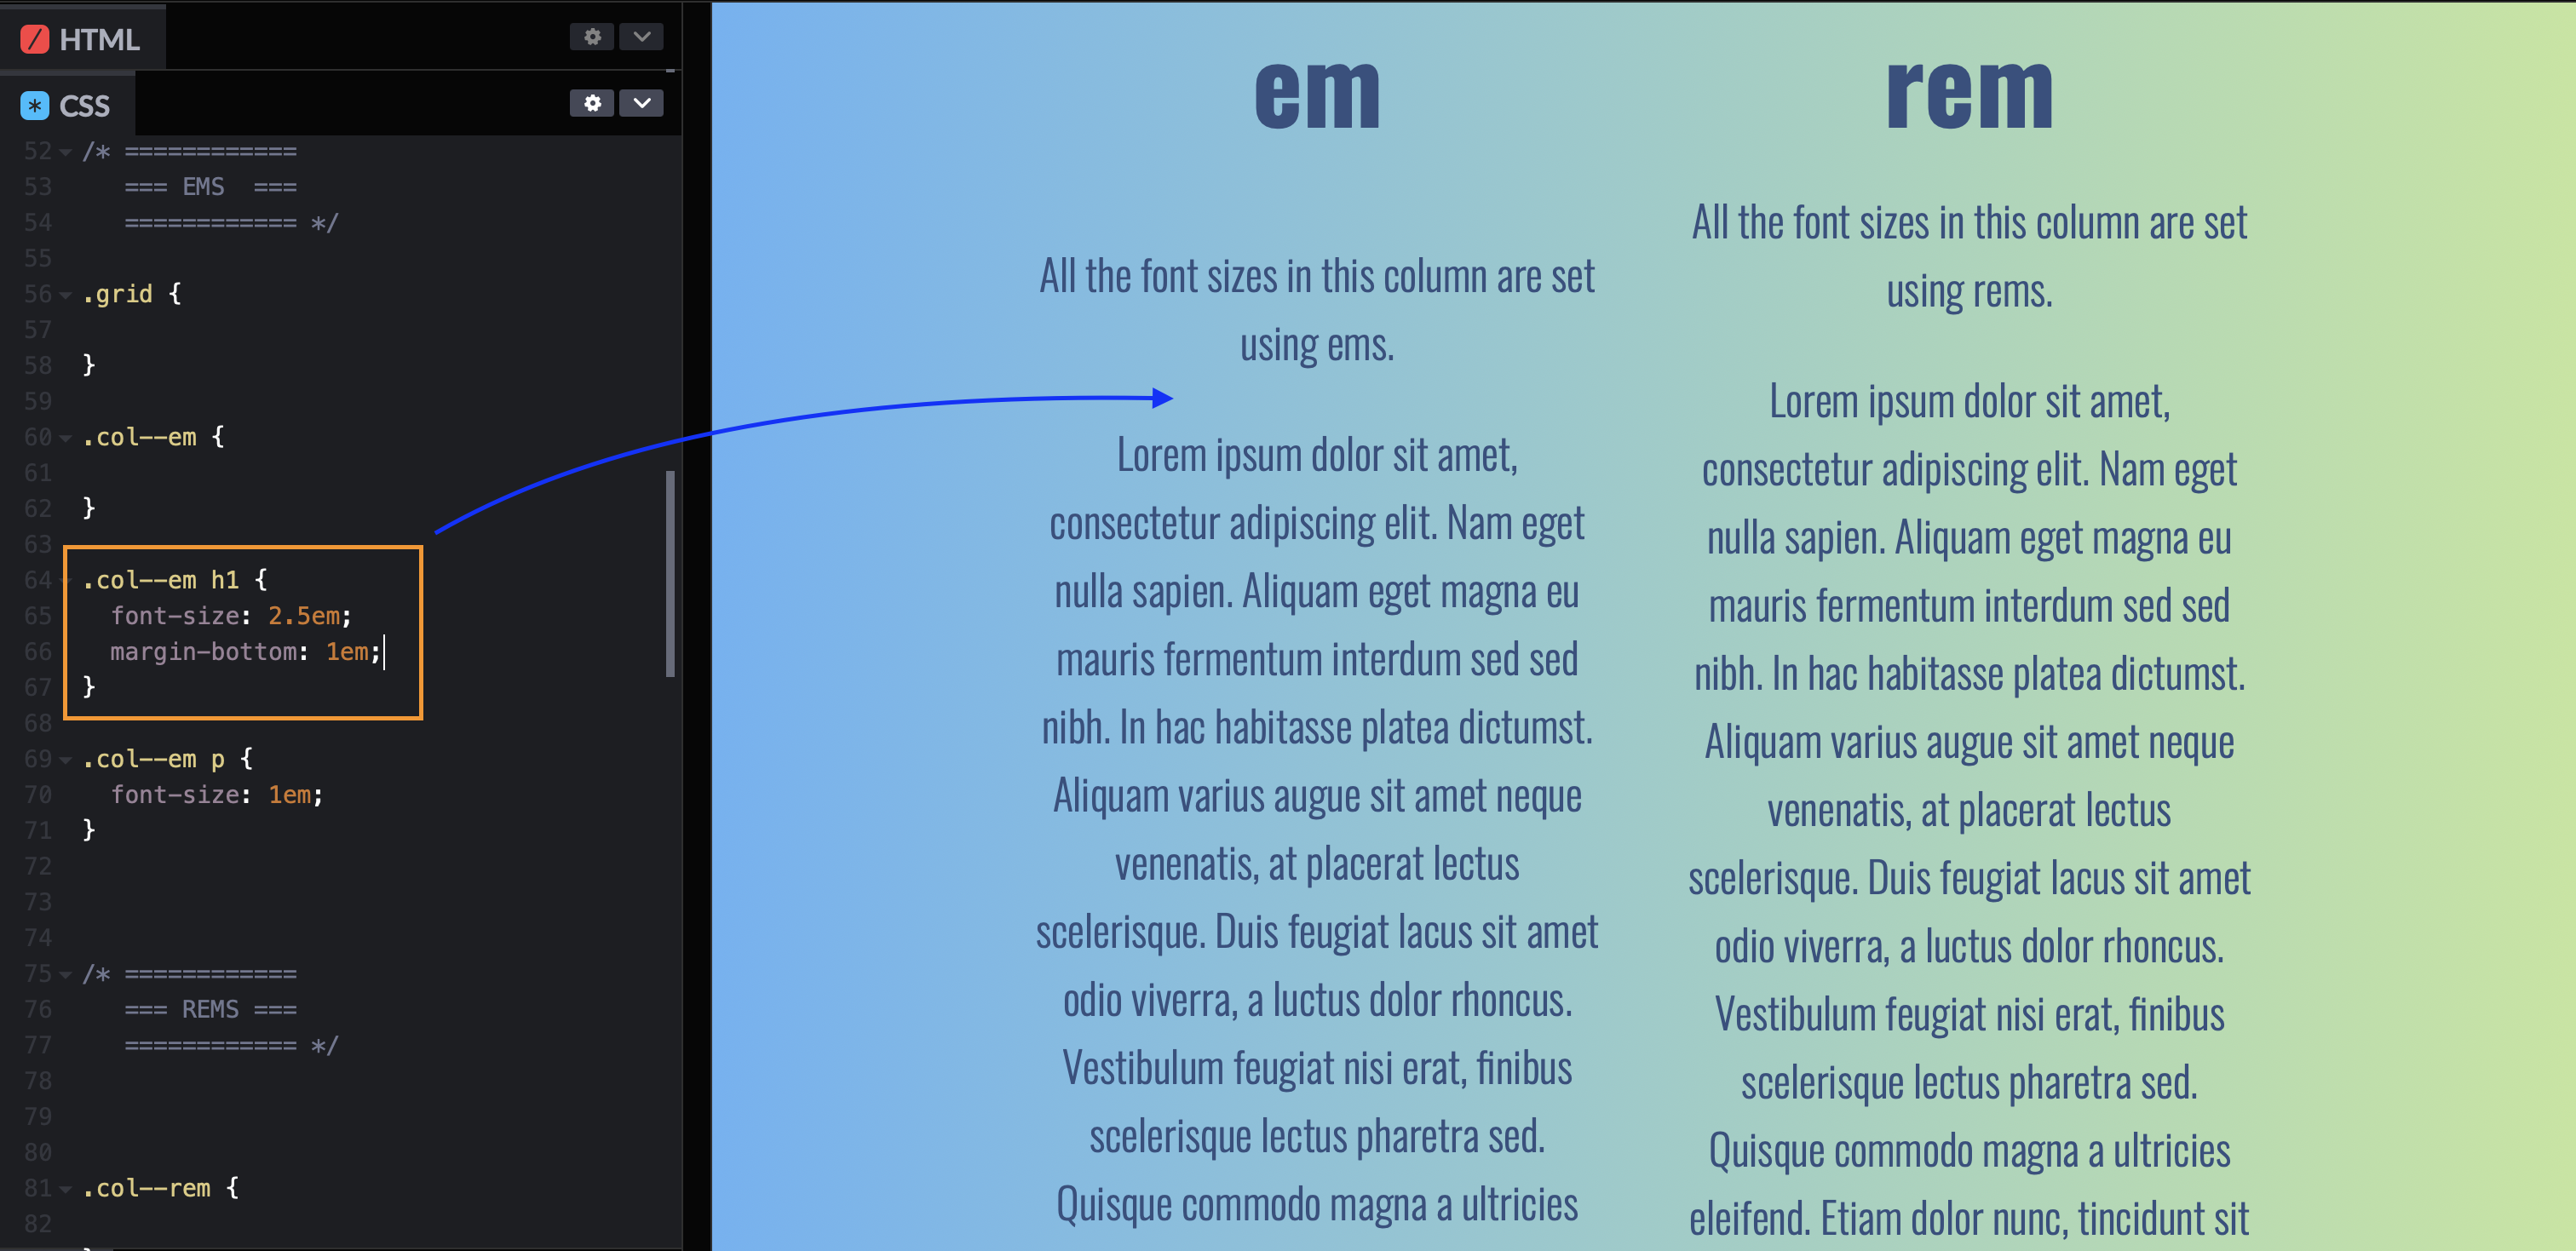 HTML
CSS
52 /* ============
53 === EMS ===
54 ============ */
55
56 .grid {
57
58 }
59
60 .col--em {
61
62 }
63
64 .col--em h1 {
65 font-size: 2.5em;
66 margin-bottom: 1em;
67 }
68
69 .col--em p {
70 font-size: 1em;
71 }
72
73
74
75 /* ============
76 === REMS ===
77 ============ */
78
79
80
81 .col--rem {
82
em
All the font sizes in this column are set
using ems.
Lorem ipsum dolor sit amet,
consectetur adipiscing elit. Nam eget
nulla sapien. Aliquam eget magna eu
mauris fermentum interdum sed sed
nibh. In hac habitasse platea dictumst.
Aliquam varius augue sit amet neque
venenatis, at placerat lectus
scelerisque. Duis feugiat lacus sit amet
odio viverra, a luctus dolor rhoncus.
Vestibulum feugiat nisi erat, finibus
scelerisque lectus pharetra sed.
Quisque commodo magna a ultricies
rem
All the font sizes in this column are set
using rems.
Lorem ipsum dolor sit amet,
consectetur adipiscing elit. Nam eget
nulla sapien. Aliquam eget magna eu
mauris fermentum interdum sed sed
nibh. In hac habitasse platea dictumst.
Aliquam varius augue sit amet neque
venenatis, at placerat lectus
scelerisque. Duis feugiat lacus sit amet
odio viverra, a luctus dolor rhoncus.
Vestibulum feugiat nisi erat, finibus
scelerisque lectus pharetra sed.
Quisque commodo magna a ultricies
eleifend. Etiam dolor nunc, tincidunt sit